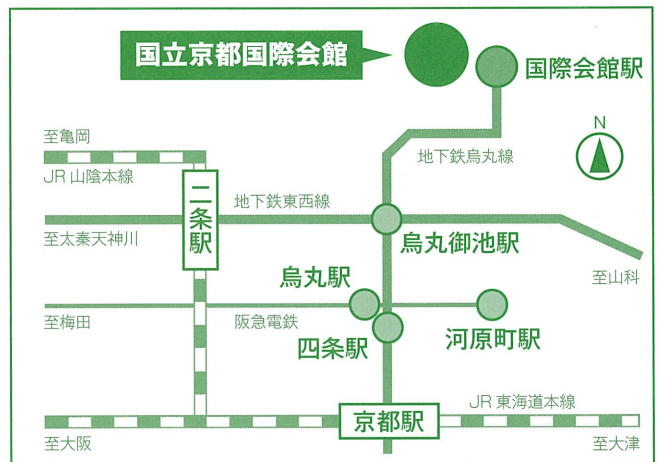 国立京都国際会館
国際会館駅
N
至亀岡
JR山陰本線
地下鉄烏丸線
二条駅
地下鉄東西線
至太秦天神川
烏丸御池駅
至山科
烏丸駅
至梅田
阪急電鉄
四条駅
河原町駅
JR東海道本線
京都駅
至大阪
至大津